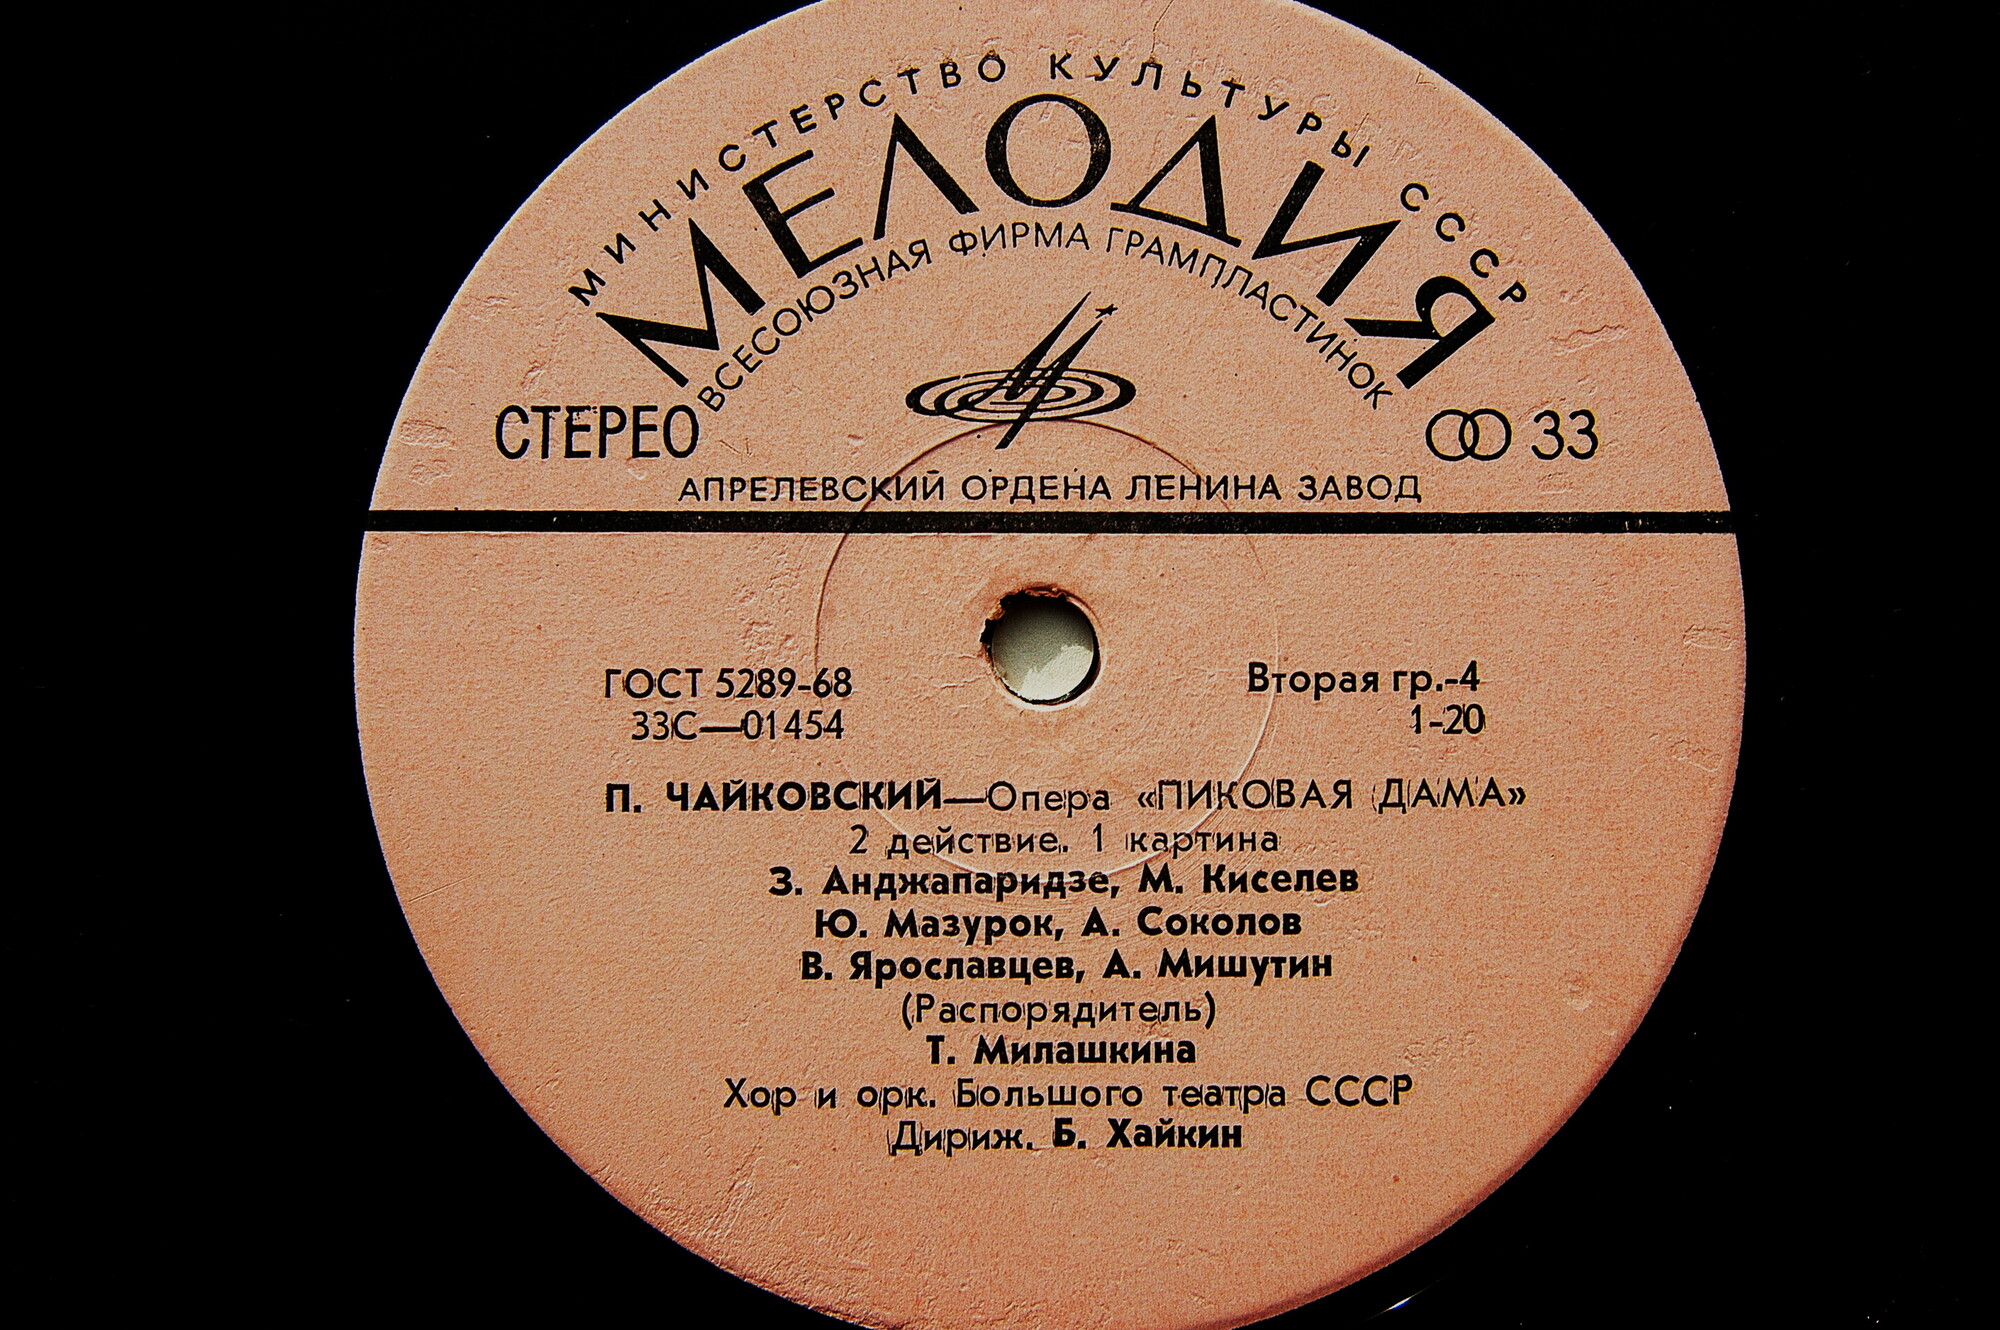 МИНИСТЕРСТВО КУЛЬТУРЫ СССР
МЕЛОДИЯ
ВСЕСОЮЗНАЯ ФИРМА ГРАМПЛАСТИНОК
СТЕРЕО
33
АПРЕЛЕВСКИЙ ОРДЕНА ЛЕНИНА ЗАВОД
ГОСТ 5289-68
Вторая гр.-4
33С—01454
1-20
П. ЧАЙКОВСКИЙ—Опера «ПИКОВАЯ ДАМА»
2 действие. 1 картина
З. Анджапаридзе, М. Киселев
Ю. Мазурок, А. Соколов
В. Ярославцев, А. Мишутин
(Распорядитель)
Т. Милашкина
Хор и орк. Большого театра СССР
Дириж. Б. Хайкин